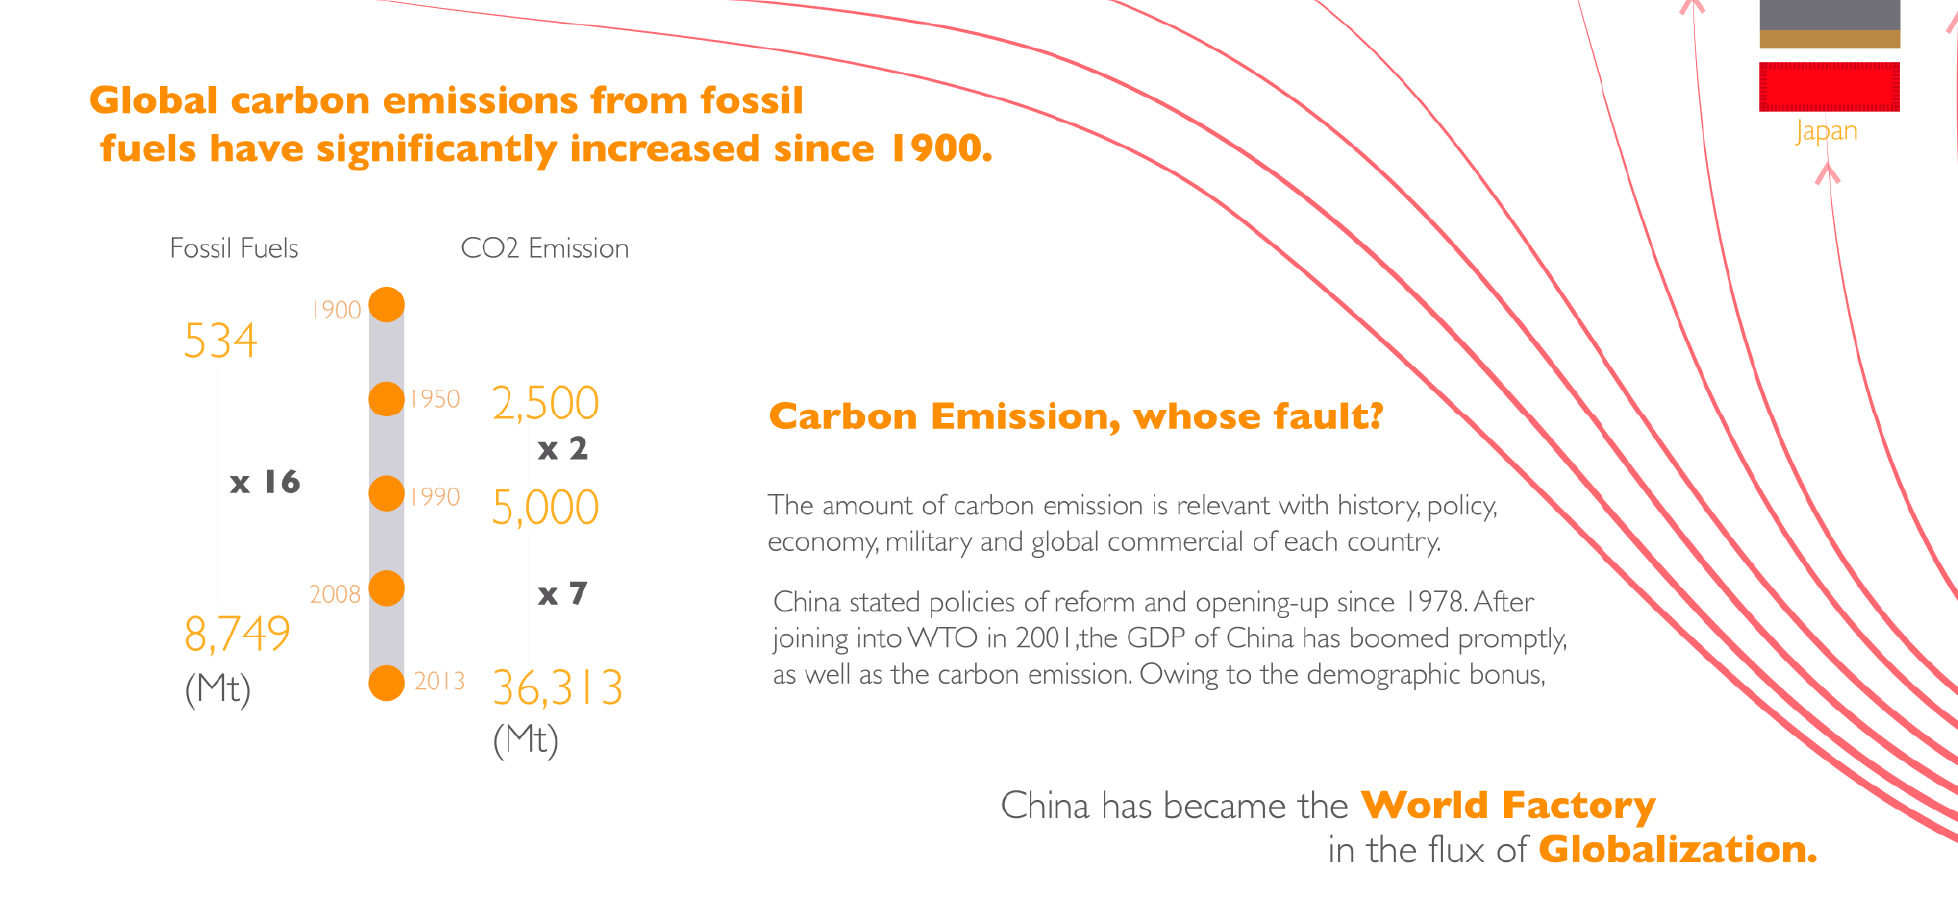 Global carbon emissions from fossil
fuels have significantly increased since 1900.
Japan
Fossil Fuels
CO2 Emission
1900
534
1950
2,500
x 2
x 16
1990
5,000
2008
x 7
8,749
(Mt)
2013
36,313
(Mt)
Carbon Emission, whose fault?
The amount of carbon emission is relevant with history, policy,
economy, military and global commercial of each country.
China stated policies of reform and opening-up since 1978. After
joining into WTO in 2001,the GDP of China has boomed promptly,
as well as the carbon emission. Owing to the demographic bonus,
China has became the World Factory
in the flux of Globalization.